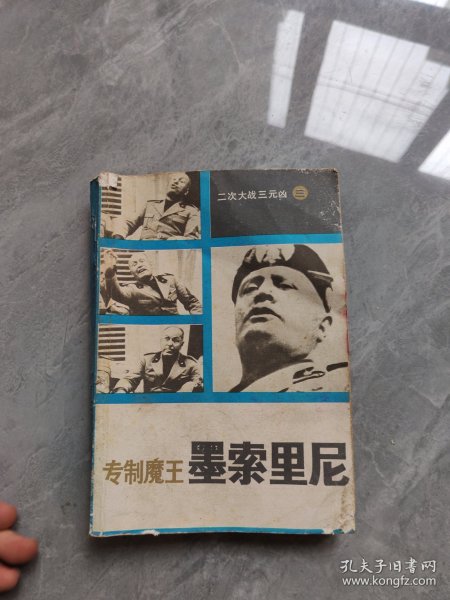 二次大战三元凶 三
专制魔王 墨索里尼
孔夫子旧书网
www.kongfz.com